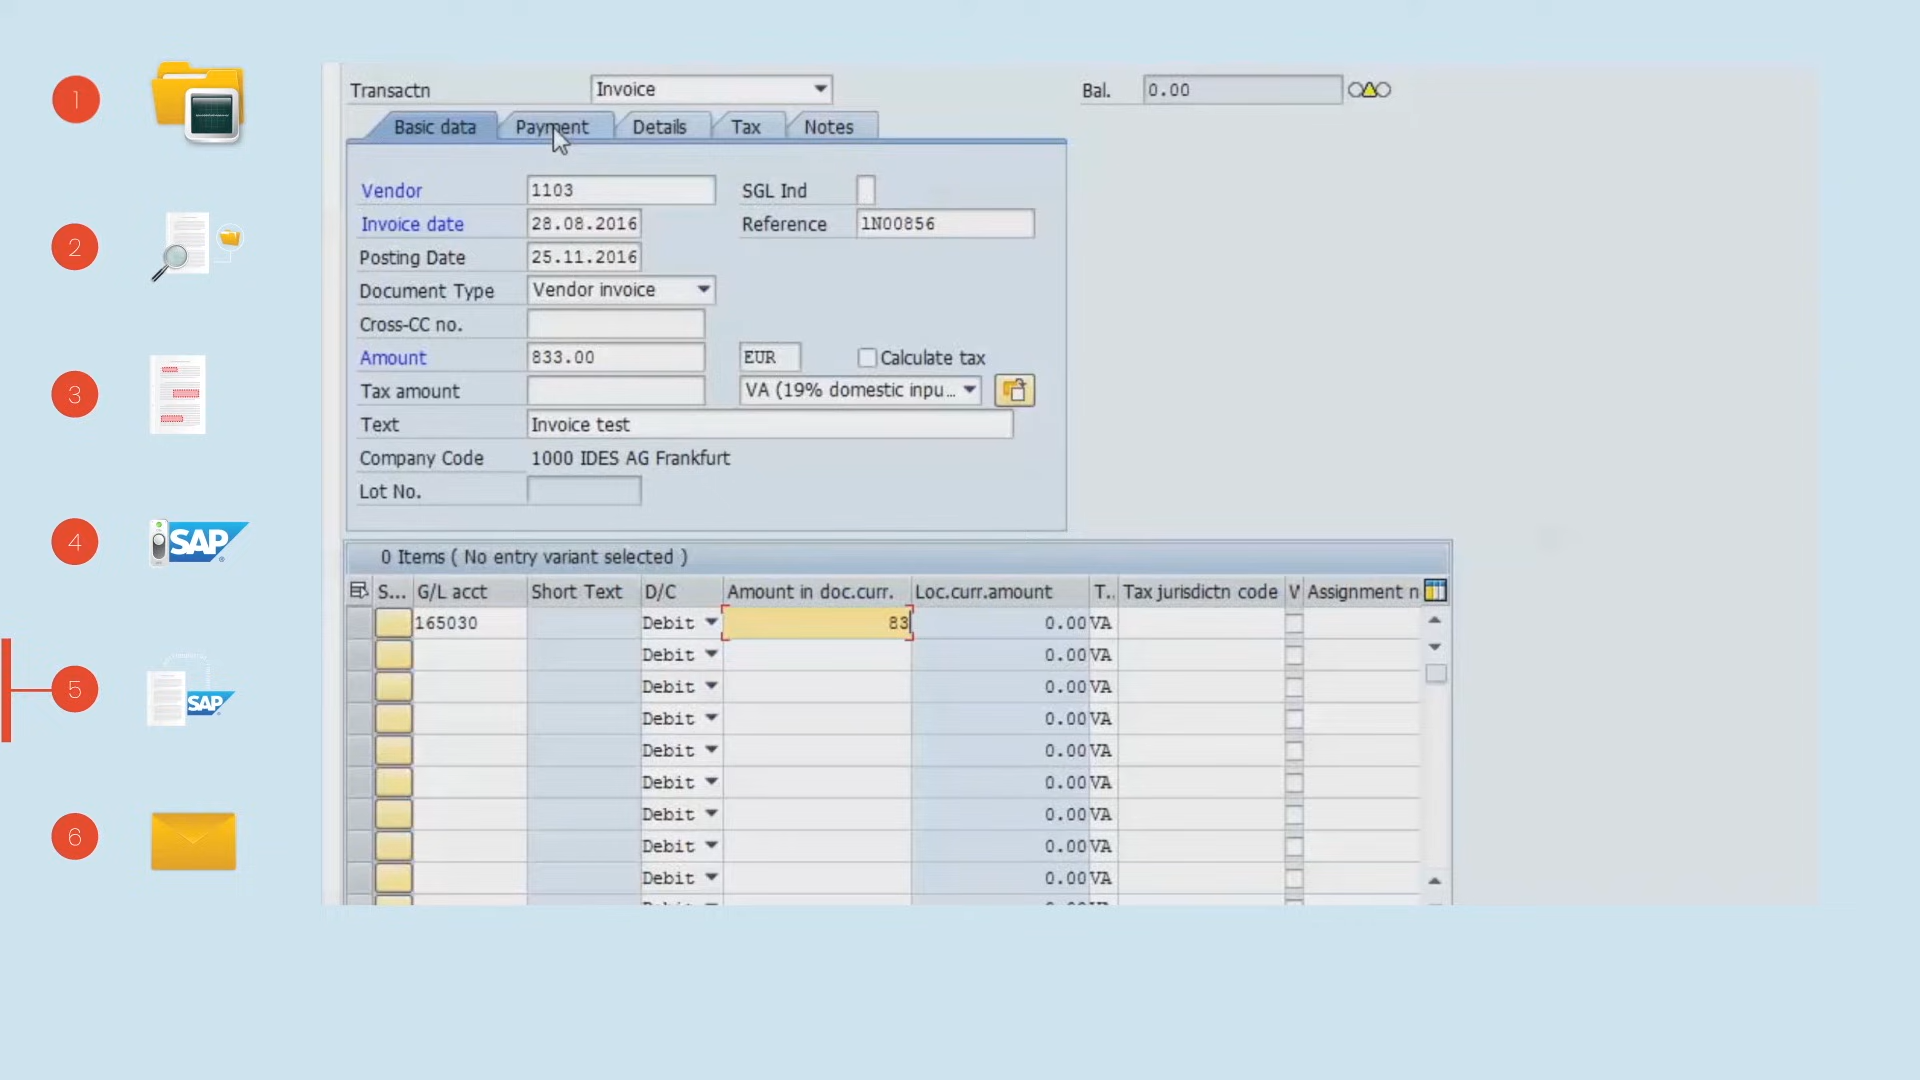 1
2
3
4
SAP
5
SAP
6
Transactn Invoice Bal. 0.00
Basic data Payment Details Tax Notes
Vendor 1103 SGL Ind
Invoice date 28.08.2016 Reference 1N00856
Posting Date 25.11.2016
Document Type Vendor invoice
Cross-CC no.
Amount 833.00 EUR Calculate tax
Tax amount VA (19% domestic inpu...
Text Invoice test
Company Code 1000 IDES AG Frankfurt
Lot No.
0 Items ( No entry variant selected )
S... G/L acct Short Text D/C Amount in doc.curr. Loc.curr.amount T.. Tax jurisdictn code V Assignment n
165030 Debit 83 0.00 VA
Debit 0.00 VA
Debit 0.00 VA
Debit 0.00 VA
Debit 0.00 VA
Debit 0.00 VA
Debit 0.00 VA
Debit 0.00 VA
Debit 0.00 VA